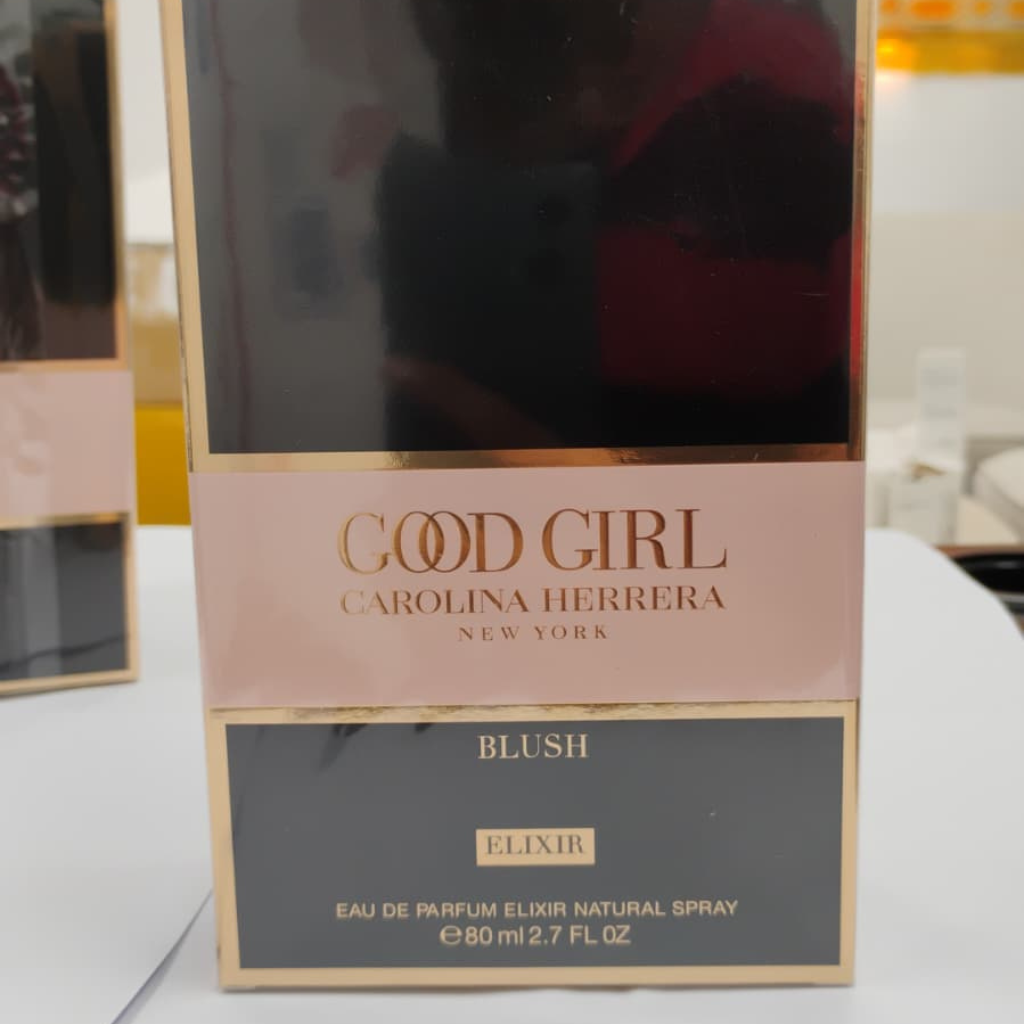 GOOD GIRL
CAROLINA HERRERA
NEW YORK
BLUSH
ELIXIR
EAU DE PARFUM ELIXIR NATURAL SPRAY
℮80 ml 2.7 FL OZ